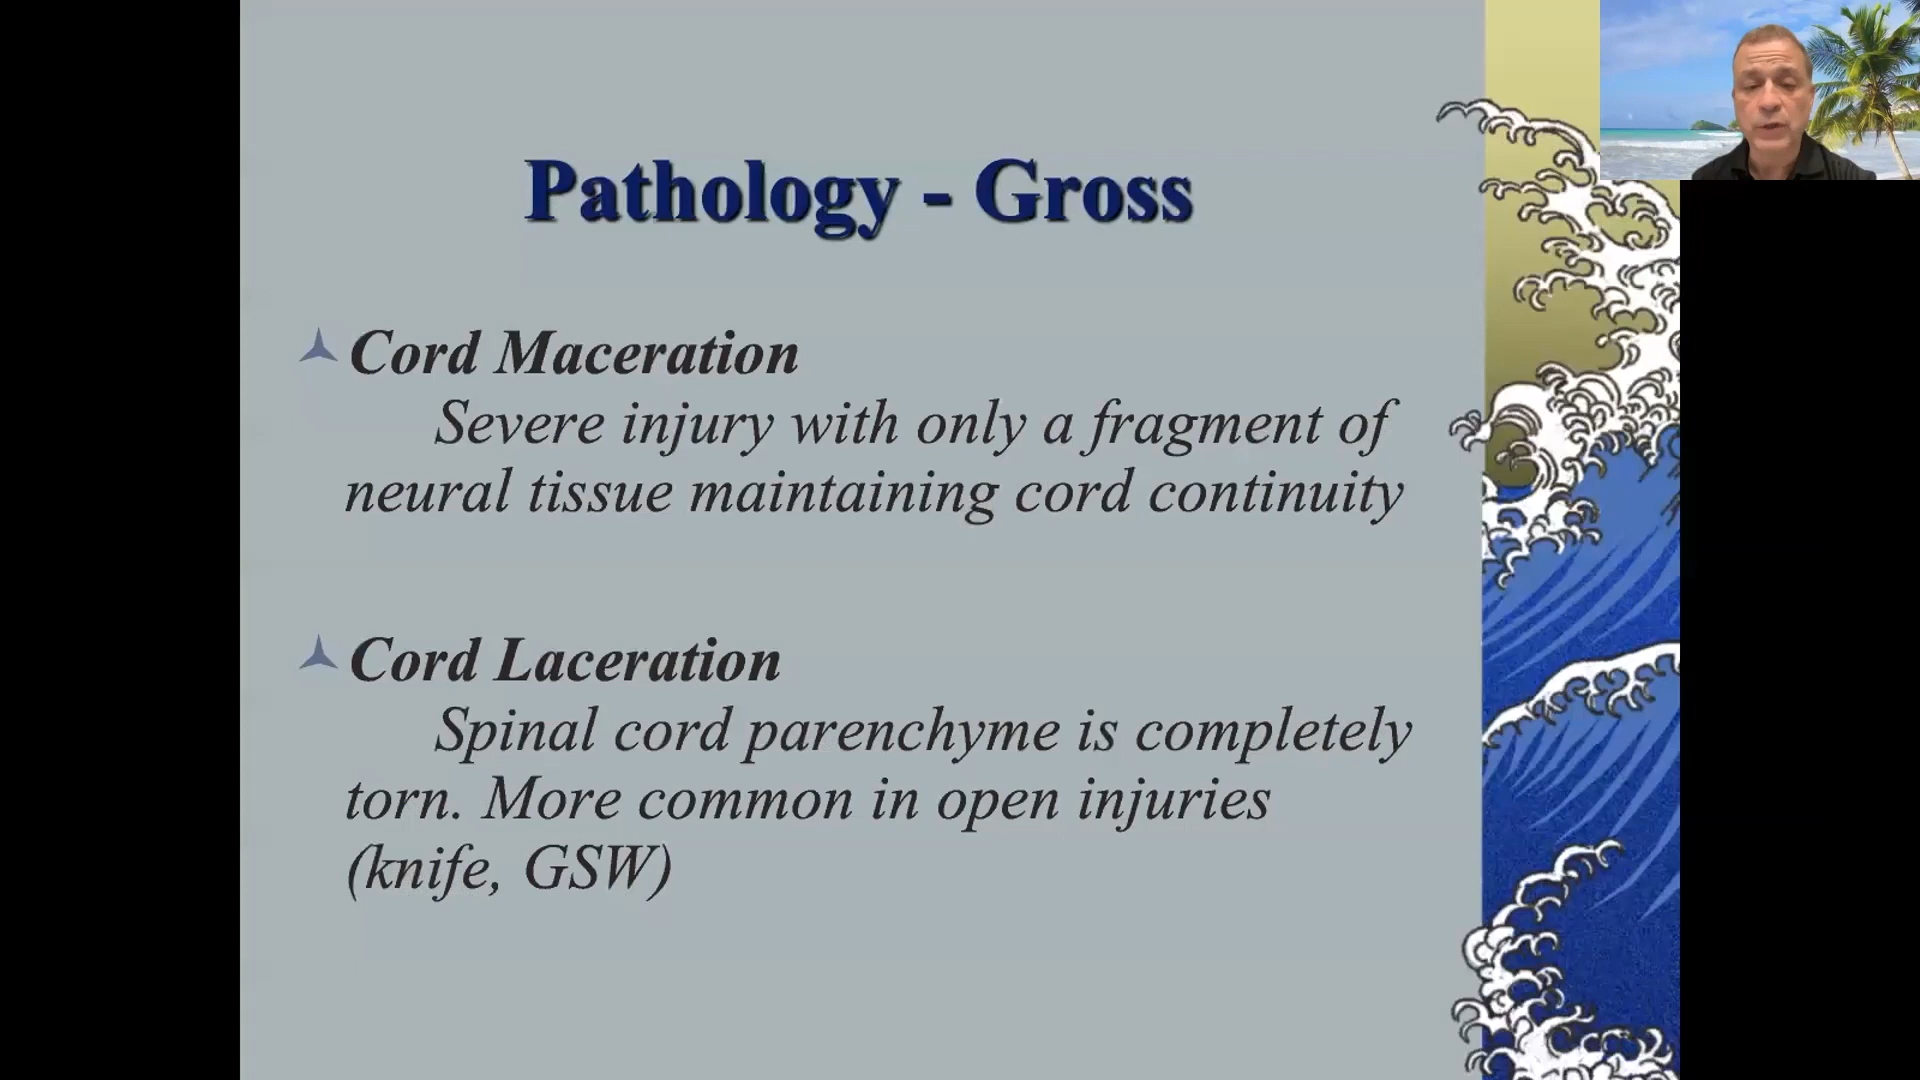 Pathology - Gross
Cord Maceration
Severe injury with only a fragment of
neural tissue maintaining cord continuity
Cord Laceration
Spinal cord parenchyme is completely
torn. More common in open injuries
(knife, GSW)